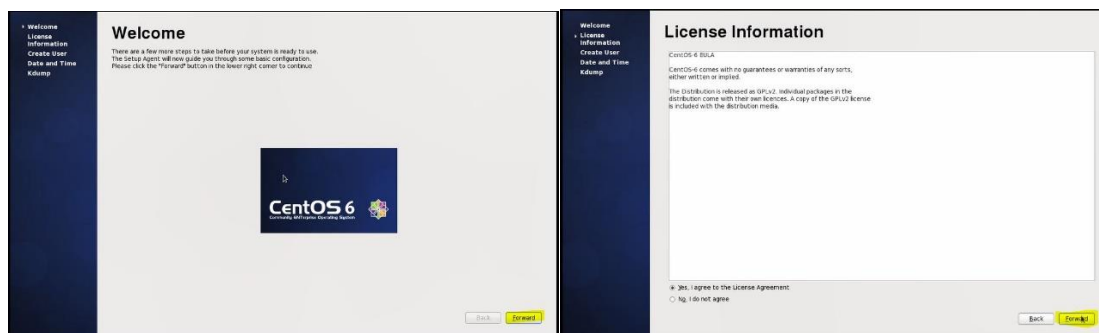 Welcome
License
Information
Create User
Date and Time
Kdump
Welcome
There are a few more steps to take before your system is ready to use.
The Setup Agent will now guide you through some basic configuration.
Please click the "Forward" button in the lower right corner to continue
CentOS 6
Community ENTerprise Operating System
Back
Forward
Welcome
License
Information
Create User
Date and Time
Kdump
License Information
CentOS-6 EULA
CentOS-6 comes with no guarantees or warranties of any sorts,
either written or implied.
The Distribution is released as GPLv2. Individual packages in the
distribution come with their own licences. A copy of the GPLv2 license
is included with the distribution media.
Yes, I agree to the License Agreement
No, I do not agree
Back
Forward